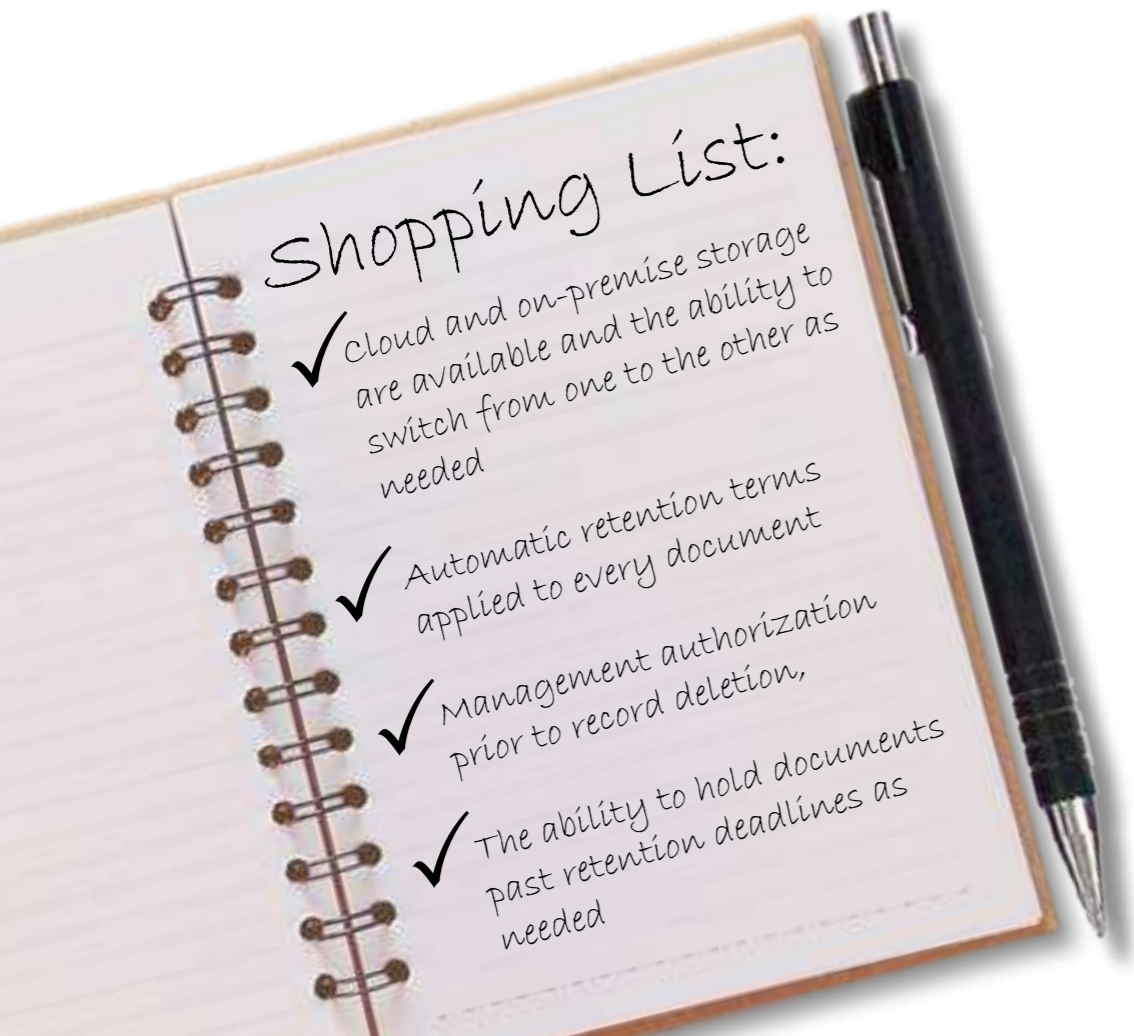 Shopping List:
✓ Cloud and on-premise storage
are available and the ability to
switch from one to the other as
needed
✓ Automatic retention terms
applied to every document
✓ Management authorization
prior to record deletion,
✓ The ability to hold documents
past retention deadlines as
needed